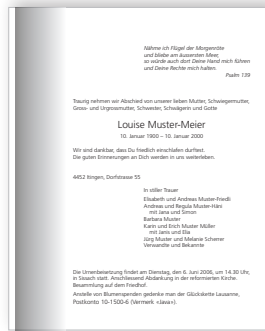 Nähme ich Flügel der Morgenröte
und bliebe am äussersten Meer,
so würde auch dort Deine Hand mich führen
und Deine Rechte mich halten.
Psalm 139
Traurig nehmen wir Abschied von unserer lieben Mutter, Schwiegermutter,
Gross- und Urgrossmutter, Schwester, Schwägerin und Gotte
Louise Muster-Meier
10. Januar 1900 – 10. Januar 2000
Wir sind dankbar, dass Du friedlich einschlafen durftest.
Die guten Erinnerungen an Dich werden in uns weiterleben.
4452 Itingen, Dorfstrasse 55
In stiller Trauer
Elisabeth und Andreas Muster-Friedli
Andreas und Regula Muster-Häni
mit Jana und Simon
Barbara Muster
Karin und Erich Muster Müller
mit Janis und Elia
Jürg Muster und Melanie Scherrer
Verwandte und Bekannte
Die Urnenbeisetzung findet am Dienstag, den 6. Juni 2006, um 14.30 Uhr,
in Sissach statt. Anschliessend Abdankung in der reformierten Kirche.
Besammlung auf dem Friedhof.
Anstelle von Blumenspenden gedenke man der Glückskette Lausanne,
Postkonto 10-1500-6 (Vermerk «Java»).